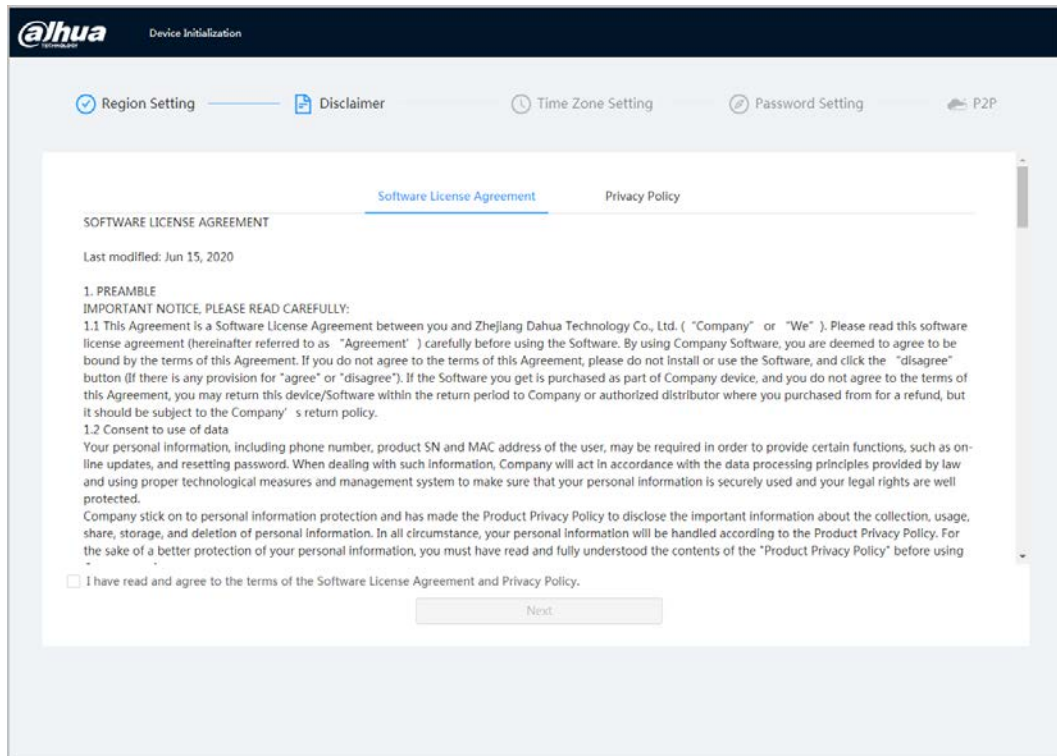 alhua
TECHNOLOGY
Device Initialization
Region Setting
Disclaimer
Time Zone Setting
Password Setting
P2P
Software License Agreement
Privacy Policy
SOFTWARE LICENSE AGREEMENT
Last modified: Jun 15, 2020
1. PREAMBLE
IMPORTANT NOTICE, PLEASE READ CAREFULLY:
1.1 This Agreement is a Software License Agreement between you and Zhejiang Dahua Technology Co., Ltd. ( "Company" or "We" ). Please read this software
license agreement (hereinafter referred to as "Agreement' ) carefully before using the Software. By using Company Software, you are deemed to agree to be
bound by the terms of this Agreement. If you do not agree to the terms of this Agreement, please do not install or use the Software, and click the "disagree"
button (If there is any provision for "agree" or "disagree"). If the Software you get is purchased as part of Company device, and you do not agree to the terms of
this Agreement, you may return this device/Software within the return period to Company or authorized distributor where you purchased from for a refund, but
it should be subject to the Company' s return policy.
1.2 Consent to use of data
Your personal information, including phone number, product SN and MAC address of the user, may be required in order to provide certain functions, such as on-
line updates, and resetting password. When dealing with such information, Company will act in accordance with the data processing principles provided by law
and using proper technological measures and management system to make sure that your personal information is securely used and your legal rights are well
protected.
Company stick on to personal information protection and has made the Product Privacy Policy to disclose the important information about the collection, usage,
share, storage, and deletion of personal information. In all circumstance, your personal information will be handled according to the Product Privacy Policy. For
the sake of a better protection of your personal information, you must have read and fully understood the contents of the "Product Privacy Policy" before using
I have read and agree to the terms of the Software License Agreement and Privacy Policy.
Next